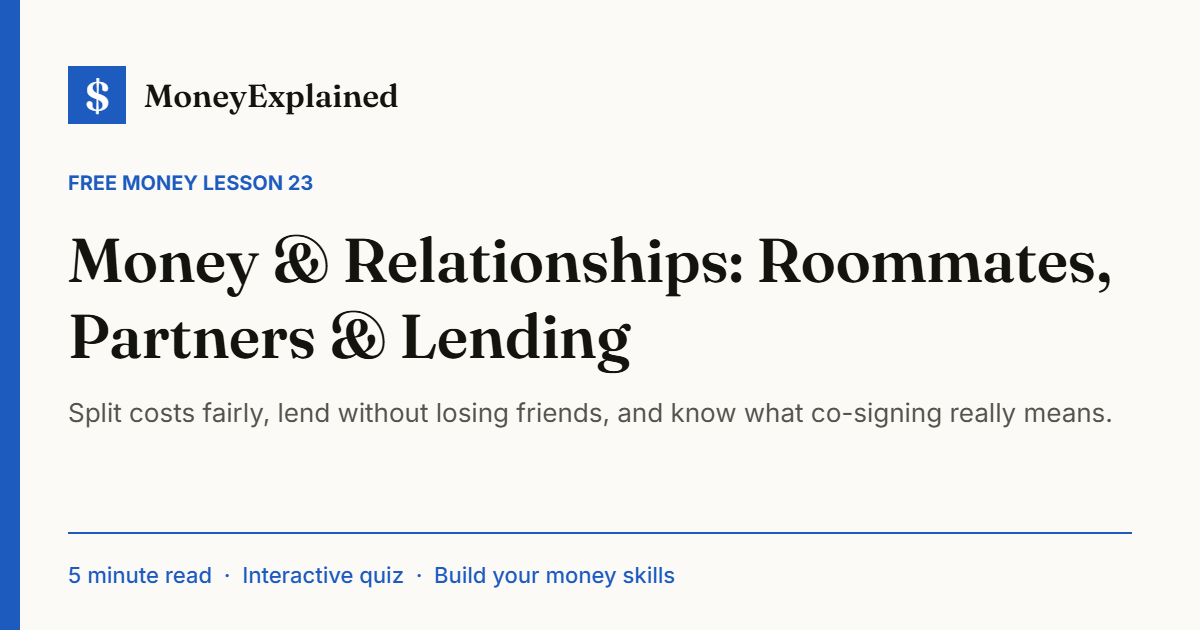 $ MoneyExplained
FREE MONEY LESSON 23
Money & Relationships: Roommates,
Partners & Lending
Split costs fairly, lend without losing friends, and know what co-signing really means.
5 minute read · Interactive quiz · Build your money skills